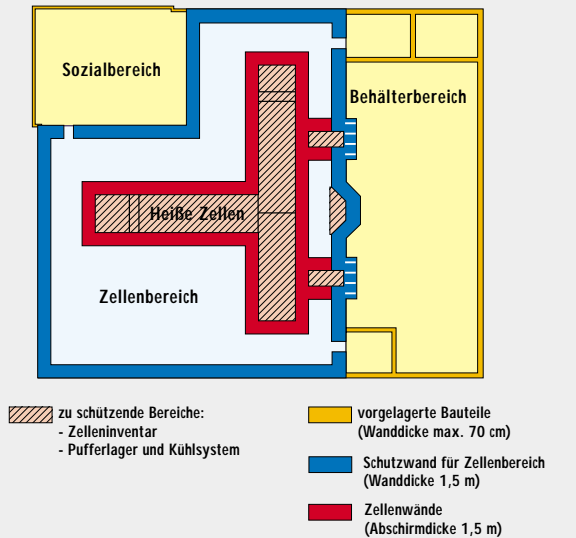 Sozialbereich
Behälterbereich
Heiße Zellen
Zellenbereich
zu schützende Bereiche:
- Zelleninventar
- Pufferlager und Kühlsystem
vorgelagerte Bauteile
(Wanddicke max. 70 cm)
Schutzwand für Zellenbereich
(Wanddicke 1,5 m)
Zellenwände
(Abschirmdicke 1,5 m)